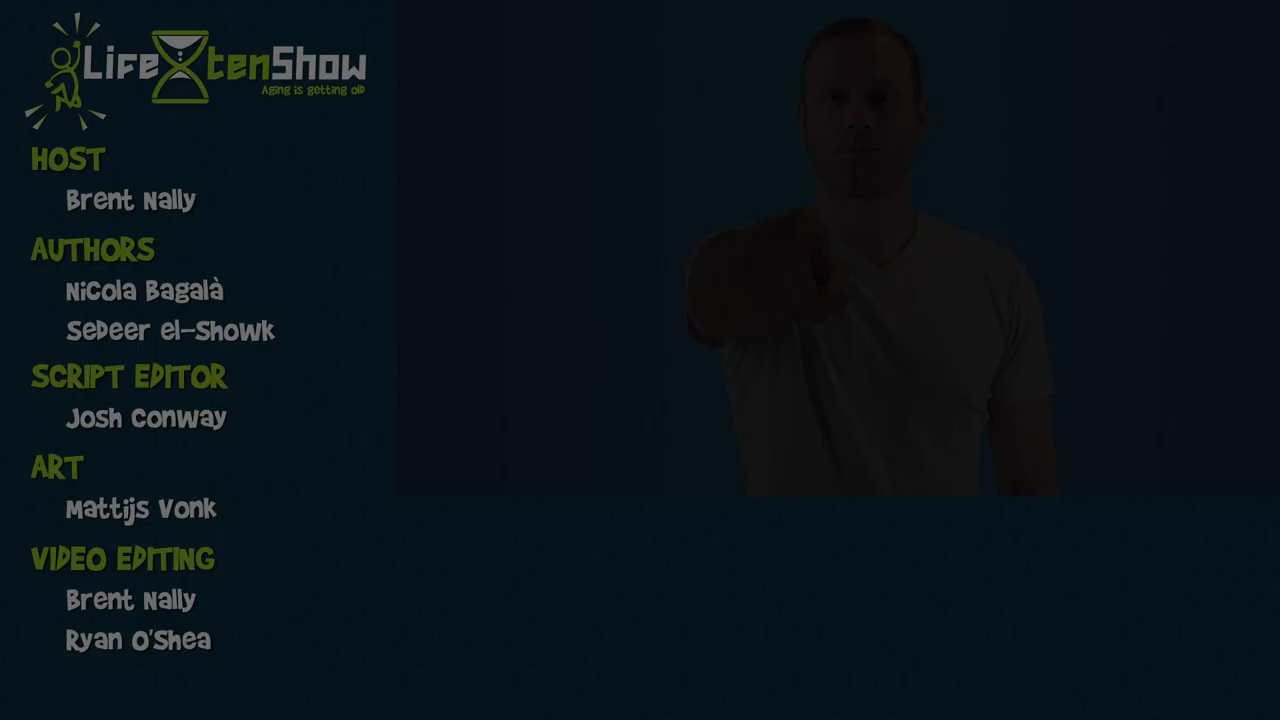 LifeXtenShow
Aging is getting old
HOST
Brent Nally
AUTHORS
Nicola Bagalà
Sedeer el-Showk
SCRIPT EDITOR
Josh Conway
ART
Mattijs Vonk
VIDEO EDITING
Brent Nally
Ryan O'Shea